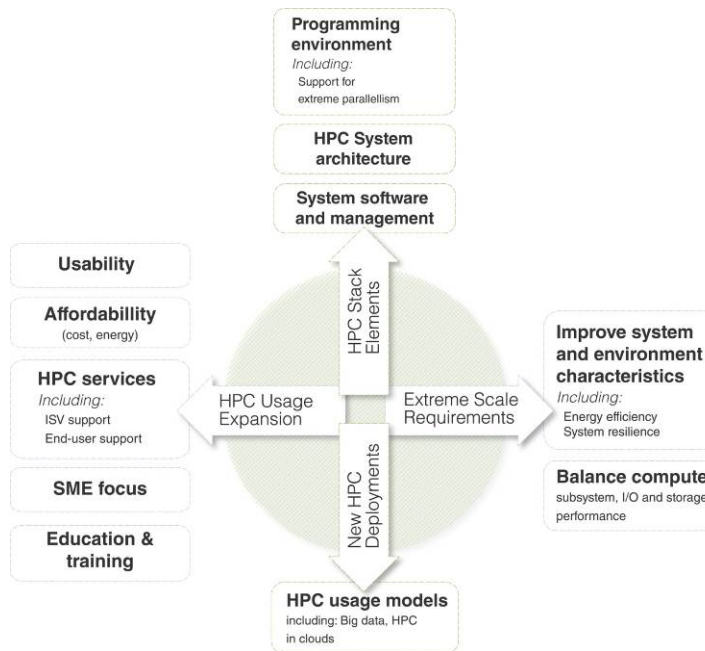 Programming
environment
Including:
Support for
extreme parallellism
HPC System
architecture
System software
and management
Usability
Affordabillity
(cost, energy)
HPC services
Including:
ISV support
End-user support
SME focus
Education &
training
HPC Stack
Elements
HPC Usage
Expansion
Extreme Scale
Requirements
New HPC
Deployments
Improve system
and environment
characteristics
Including:
Energy efficiency
System resilience
Balance compute
subsystem, I/O and storage
performance
HPC usage models
including: Big data, HPC
in clouds